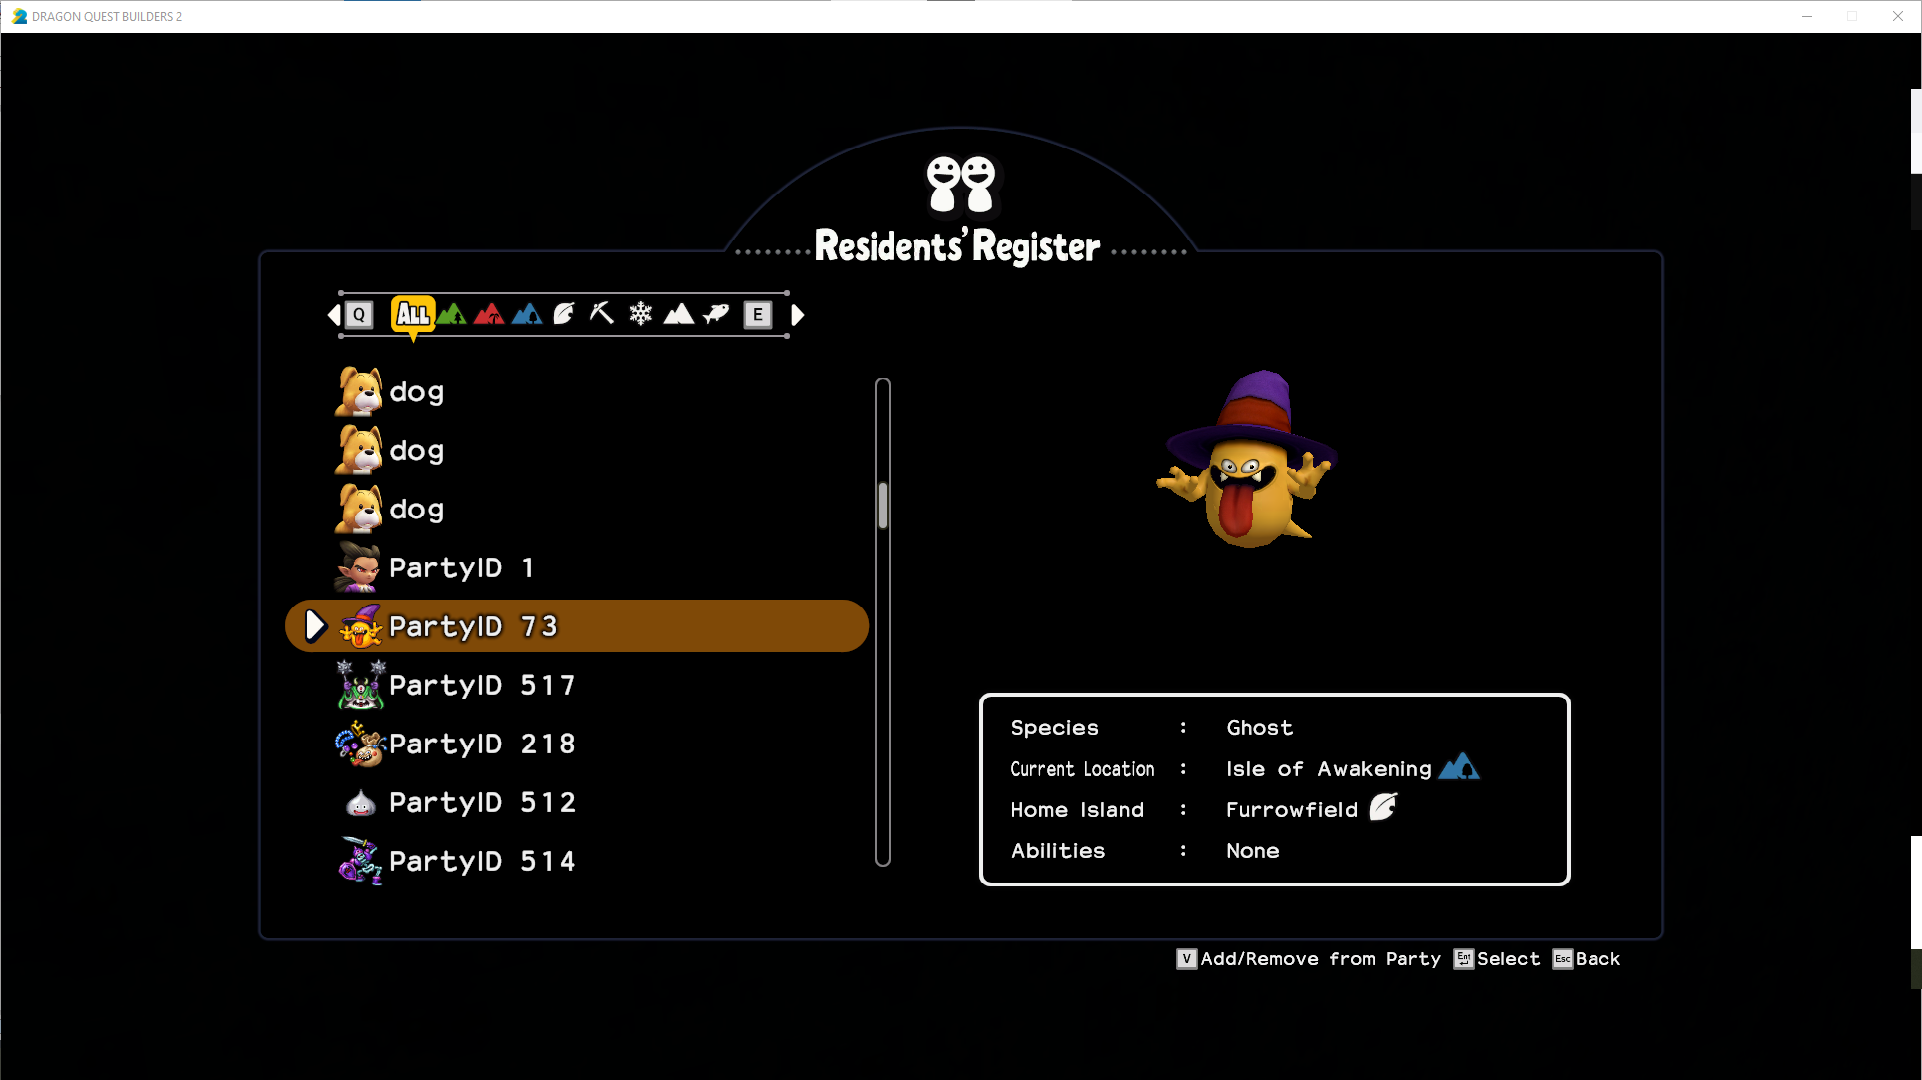 DRAGON QUEST BUILDERS 2
Residents' Register
Q ALL E
dog
dog
dog
PartyID 1
PartyID 73
PartyID 517
PartyID 218
PartyID 512
PartyID 514
Species : Ghost
Current Location : Isle of Awakening
Home Island : Furrowfield
Abilities : None
V Add/Remove from Party Ent Select Esc Back